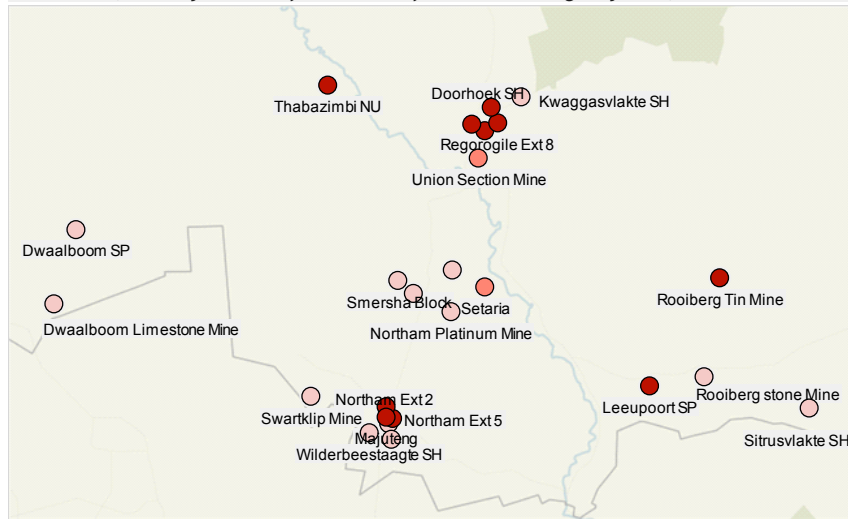 Doorhoek SH
Kwaggasvlakte SH
Thabazimbi NU
Regorogile Ext 8
Union Section Mine
Dwaalboom SP
Rooiberg Tin Mine
Smersha Block
Setaria
Dwaalboom Limestone Mine
Northam Platinum Mine
Rooiberg stone Mine
Northam Ext 2
Leeupoort SP
Swartklip Mine
Northam Ext 5
Majuteng
Sitrusvlakte SH
Wilderbeestaagte SH